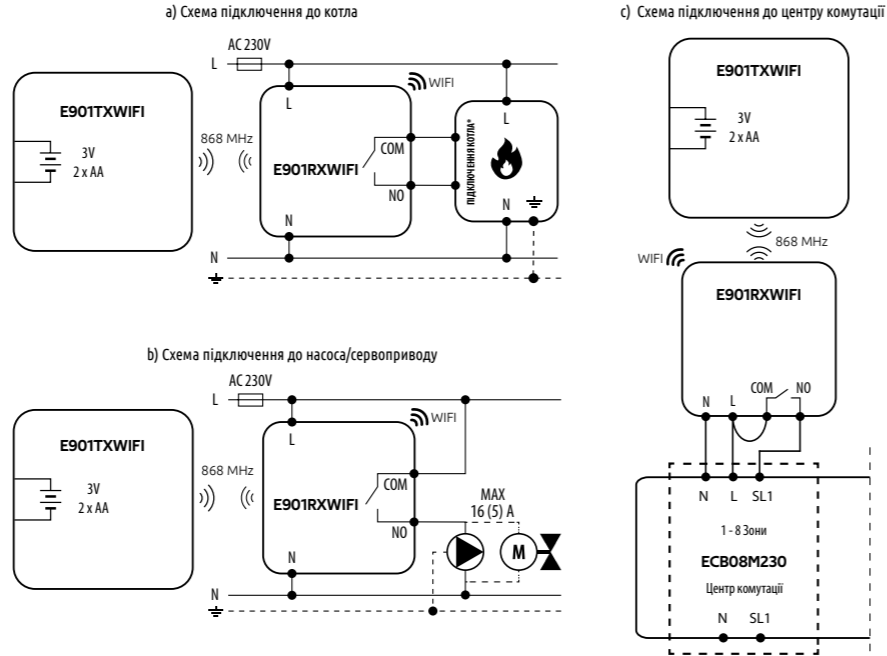 a) Схема підключення до котла
AC 230V
L
WIFI
E901TXWIFI
3V
2 x AA
868 MHz
L
COM
E901RXWIFI
NO
N
L
ПІДКЛЮЧЕННЯ КОТЛА*
N
N
b) Схема підключення до насоса/сервоприводу
AC 230V
L
WIFI
E901TXWIFI
3V
2 x AA
868 MHz
L
COM
E901RXWIFI
NO
N
MAX
16 (5) A
M
N
c) Схема підключення до центру комутації
E901TXWIFI
3V
2 x AA
868 MHz
WIFI
E901RXWIFI
N L COM NO
N L SL1
1 - 8 Зони
ECB08M230
Центр комутації
N SL1